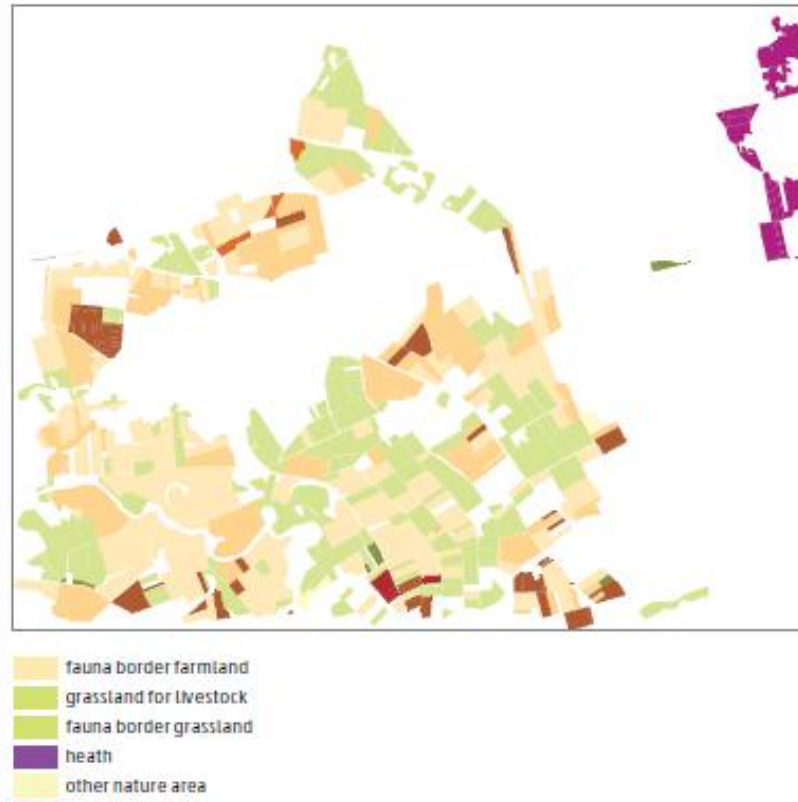 fauna border farmland
grassland for livestock
fauna border grassland
heath
other nature area